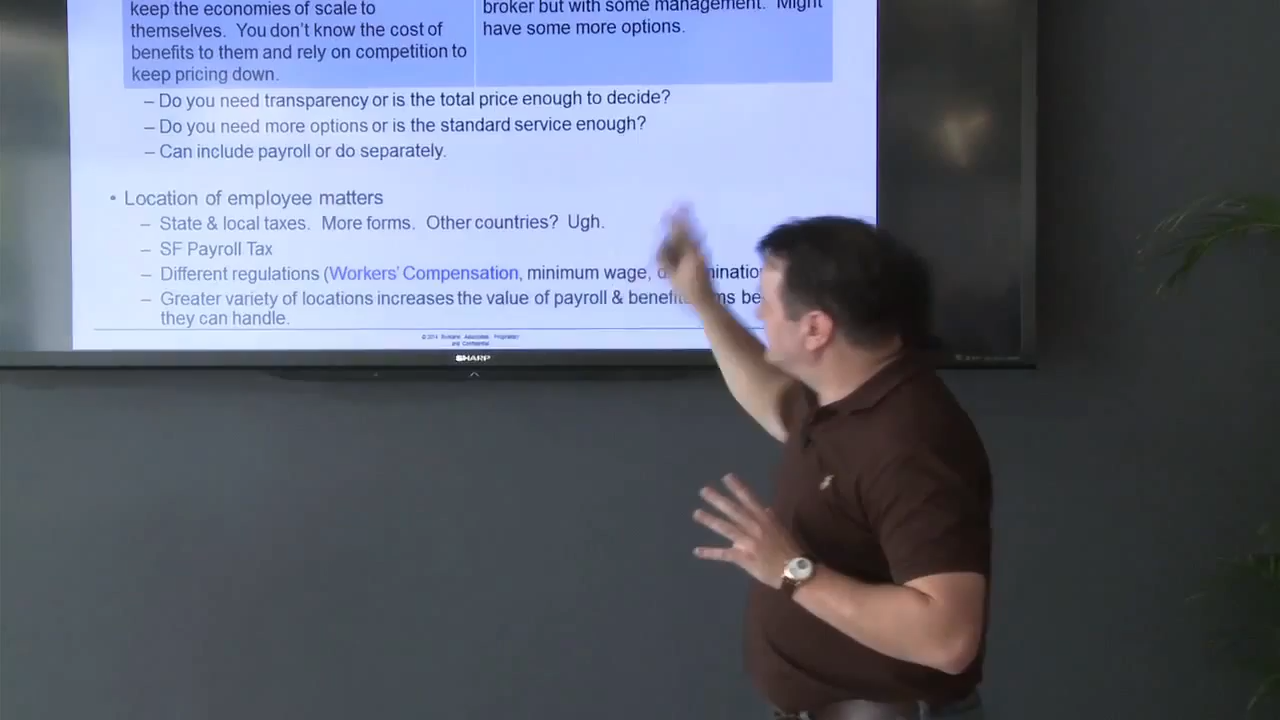 keep the economies of scale to
themselves. You don't know the cost of
benefits to them and rely on competition to
keep pricing down.
broker but with some management. Might
have some more options.
– Do you need transparency or is the total price enough to decide?
– Do you need more options or is the standard service enough?
– Can include payroll or do separately.
• Location of employee matters
– State & local taxes. More forms. Other countries? Ugh.
– SF Payroll Tax
– Different regulations (Workers' Compensation, minimum wage,
– Greater variety of locations increases the value of payroll &
they can handle.
and Confidential
SHARP